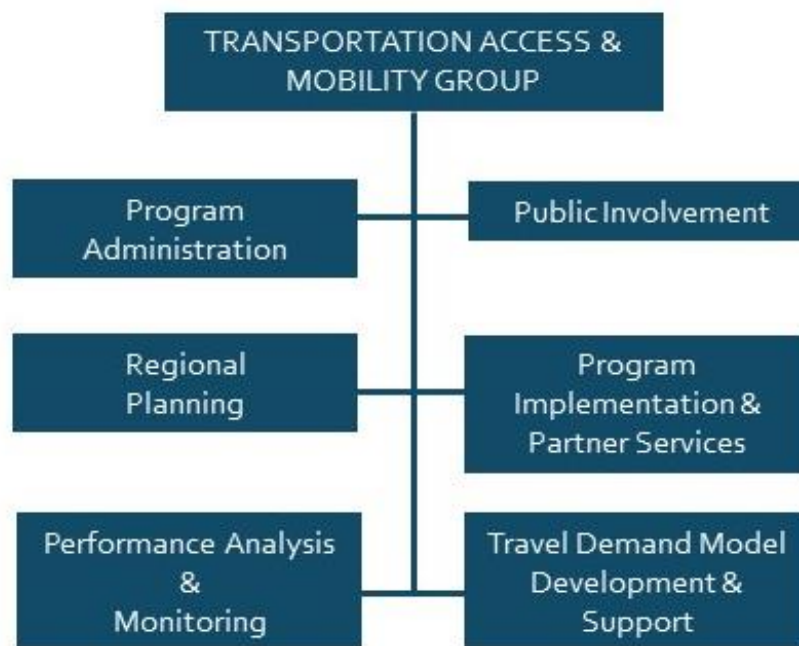 TRANSPORTATION ACCESS &
MOBILITY GROUP
Program
Administration
Public Involvement
Regional
Planning
Program
Implementation &
Partner Services
Performance Analysis
&
Monitoring
Travel Demand Model
Development &
Support